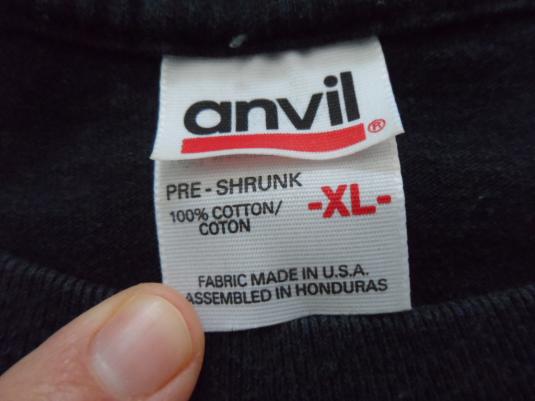 anvil®
PRE-SHRUNK
100% COTTON/
COTON
-XL-
FABRIC MADE IN U.S.A.
ASSEMBLED IN HONDURAS